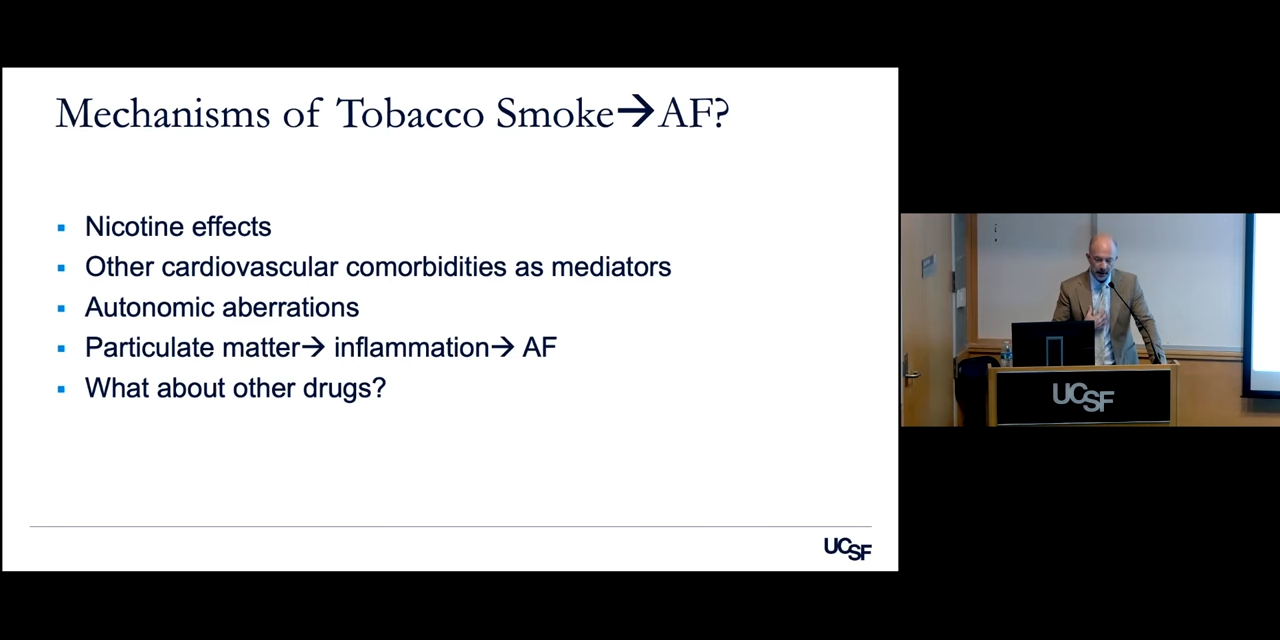 Mechanisms of Tobacco Smoke→AF?
▪ Nicotine effects
▪ Other cardiovascular comorbidities as mediators
▪ Autonomic aberrations
▪ Particulate matter→ inflammation→ AF
▪ What about other drugs?
UCSF
UCSF